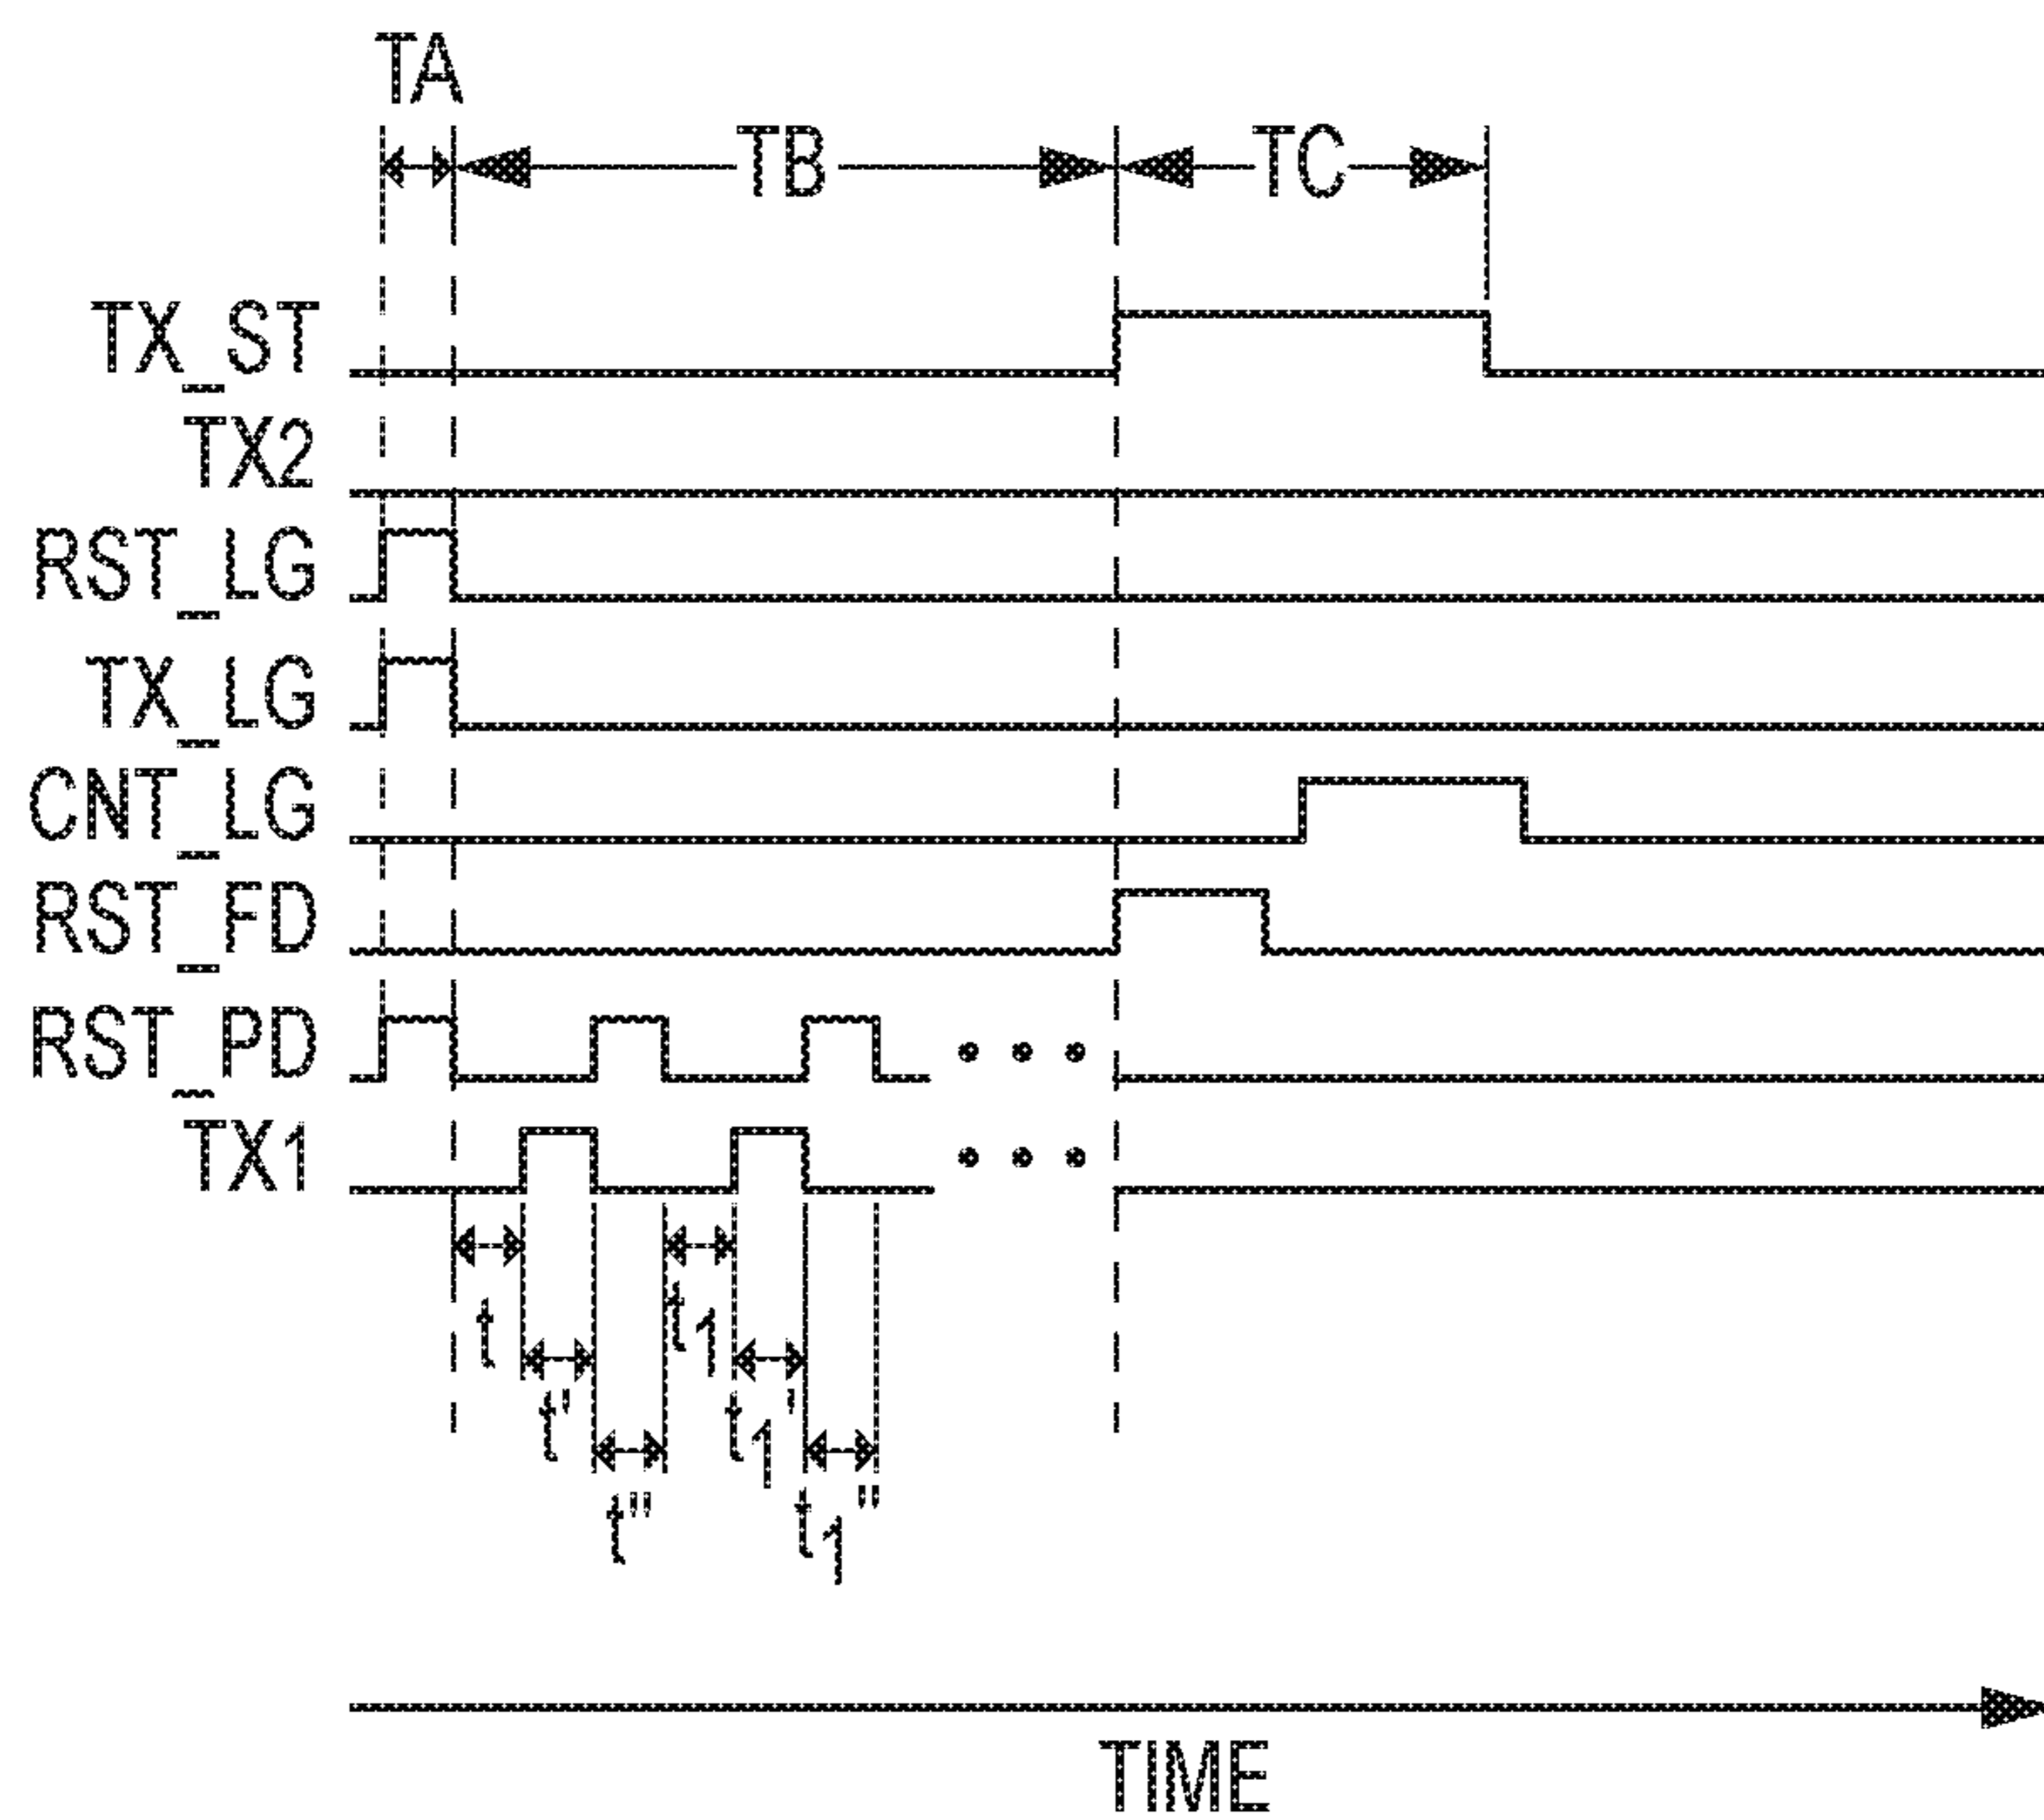 TA
TB TC
TX_ST
TX2
RST_LG
TX_LG
CNT_LG
RST_FD
RST_PD
TX1
t t1
t' t1'
t" t1"
TIME